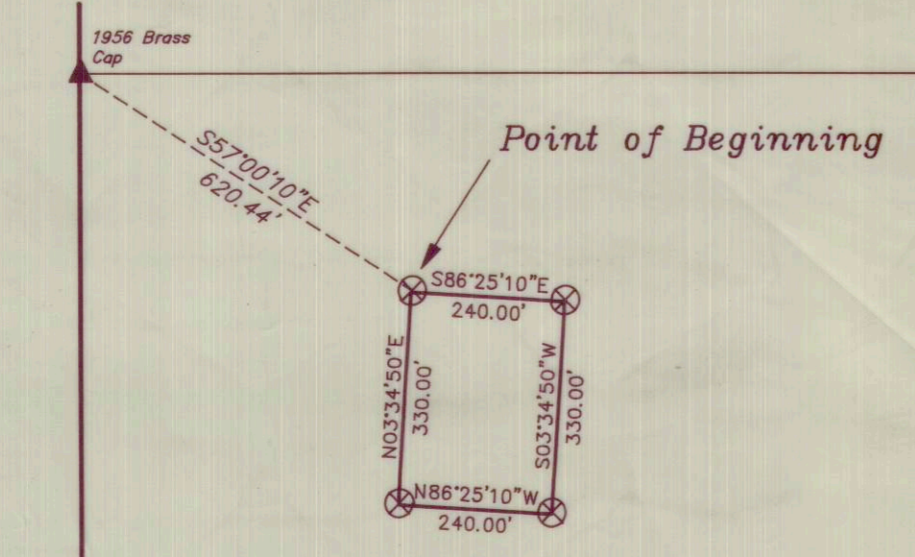 1956 Brass
Cap
S57°00'10"E
620.44'
Point of Beginning
S86°25'10"E
240.00'
N03°34'50"E
330.00'
S03°34'50"W
330.00'
N86°25'10"W
240.00'